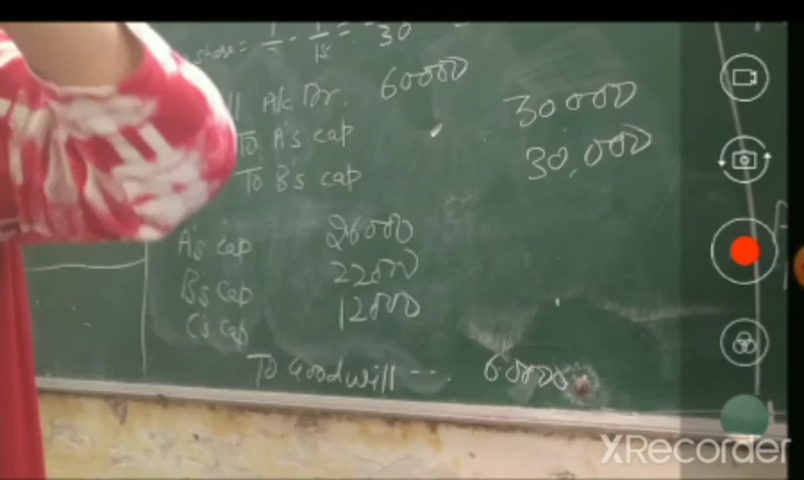 share = 1/ - 1/15 = /30
ll A/c Dr. 60000
To A's cap 30000
To B's cap 30,000
A's cap 26000
B's cap 22000
C's cap 12000
To Goodwill --- 60000
XRecorder